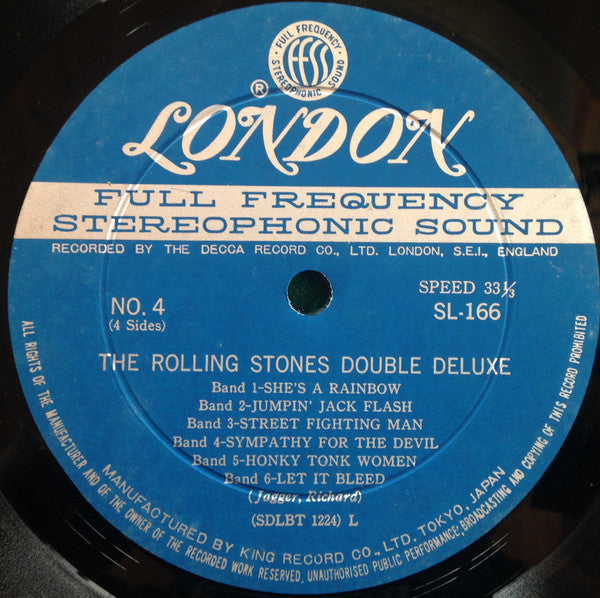 FULL FREQUENCY
FFSS
STEREOPHONIC SOUND
®
LONDON
FULL FREQUENCY
STEREOPHONIC SOUND
RECORDED BY THE DECCA RECORD CO., LTD. LONDON, S.E.I., ENGLAND
SPEED 33⅓
NO. 4
SL-166
(4 Sides)
THE ROLLING STONES DOUBLE DELUXE
Band 1-SHE'S A RAINBOW
Band 2-JUMPIN' JACK FLASH
Band 3-STREET FIGHTING MAN
Band 4-SYMPATHY FOR THE DEVIL
Band 5-HONKY TONK WOMEN
Band 6-LET IT BLEED
(Jagger, Richard)
(SDLBT 1224) L
MANUFACTURED BY KING RECORD CO., LTD. TOKYO, JAPAN
ALL RIGHTS OF THE MANUFACTURER AND OF THE OWNER OF THE RECORDED WORK RESERVED, UNAUTHORISED PUBLIC PERFORMANCE, BROADCASTING AND COPYING OF THIS RECORD PROHIBITED